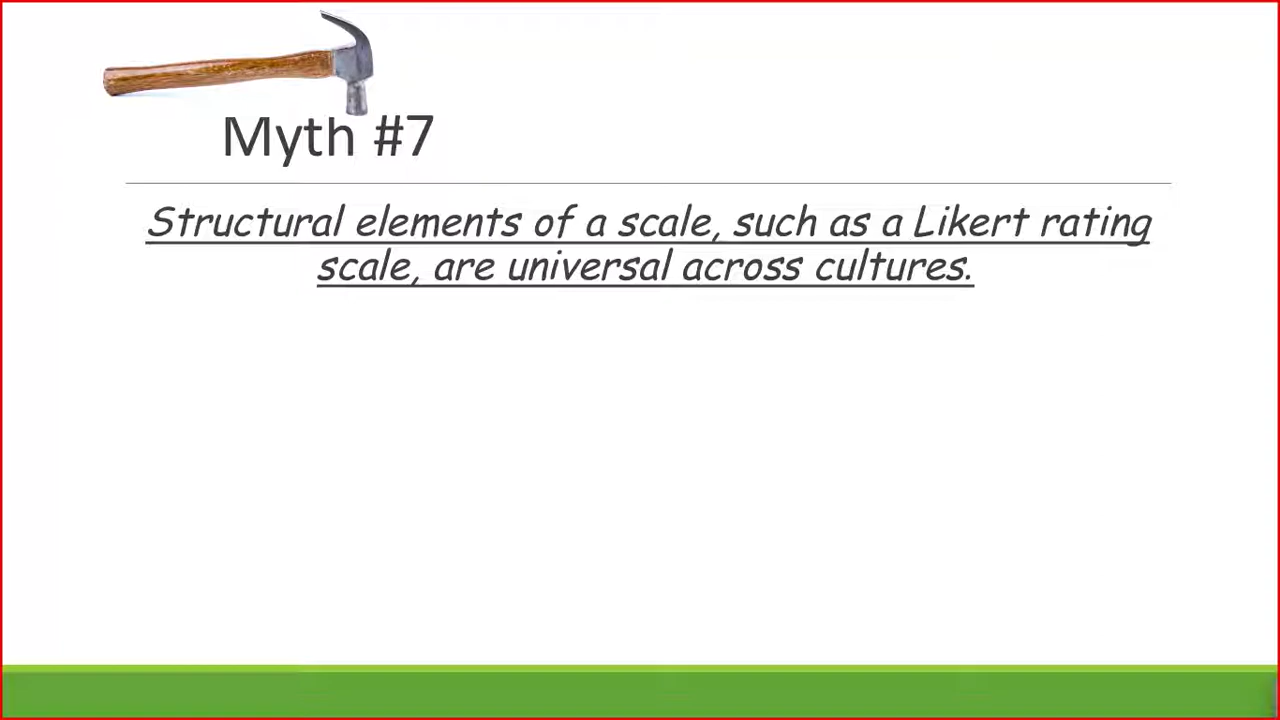 Myth #7
Structural elements of a scale, such as a Likert rating
scale, are universal across cultures.